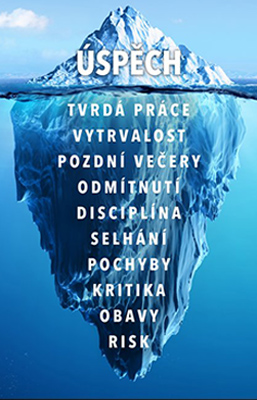 ÚSPĚCH
TVRDÁ PRÁCE
VYTRVALOST
POZDNÍ VEČERY
ODMÍTNUTÍ
DISCIPLÍNA
SELHÁNÍ
POCHYBY
KRITIKA
OBAVY
RISK